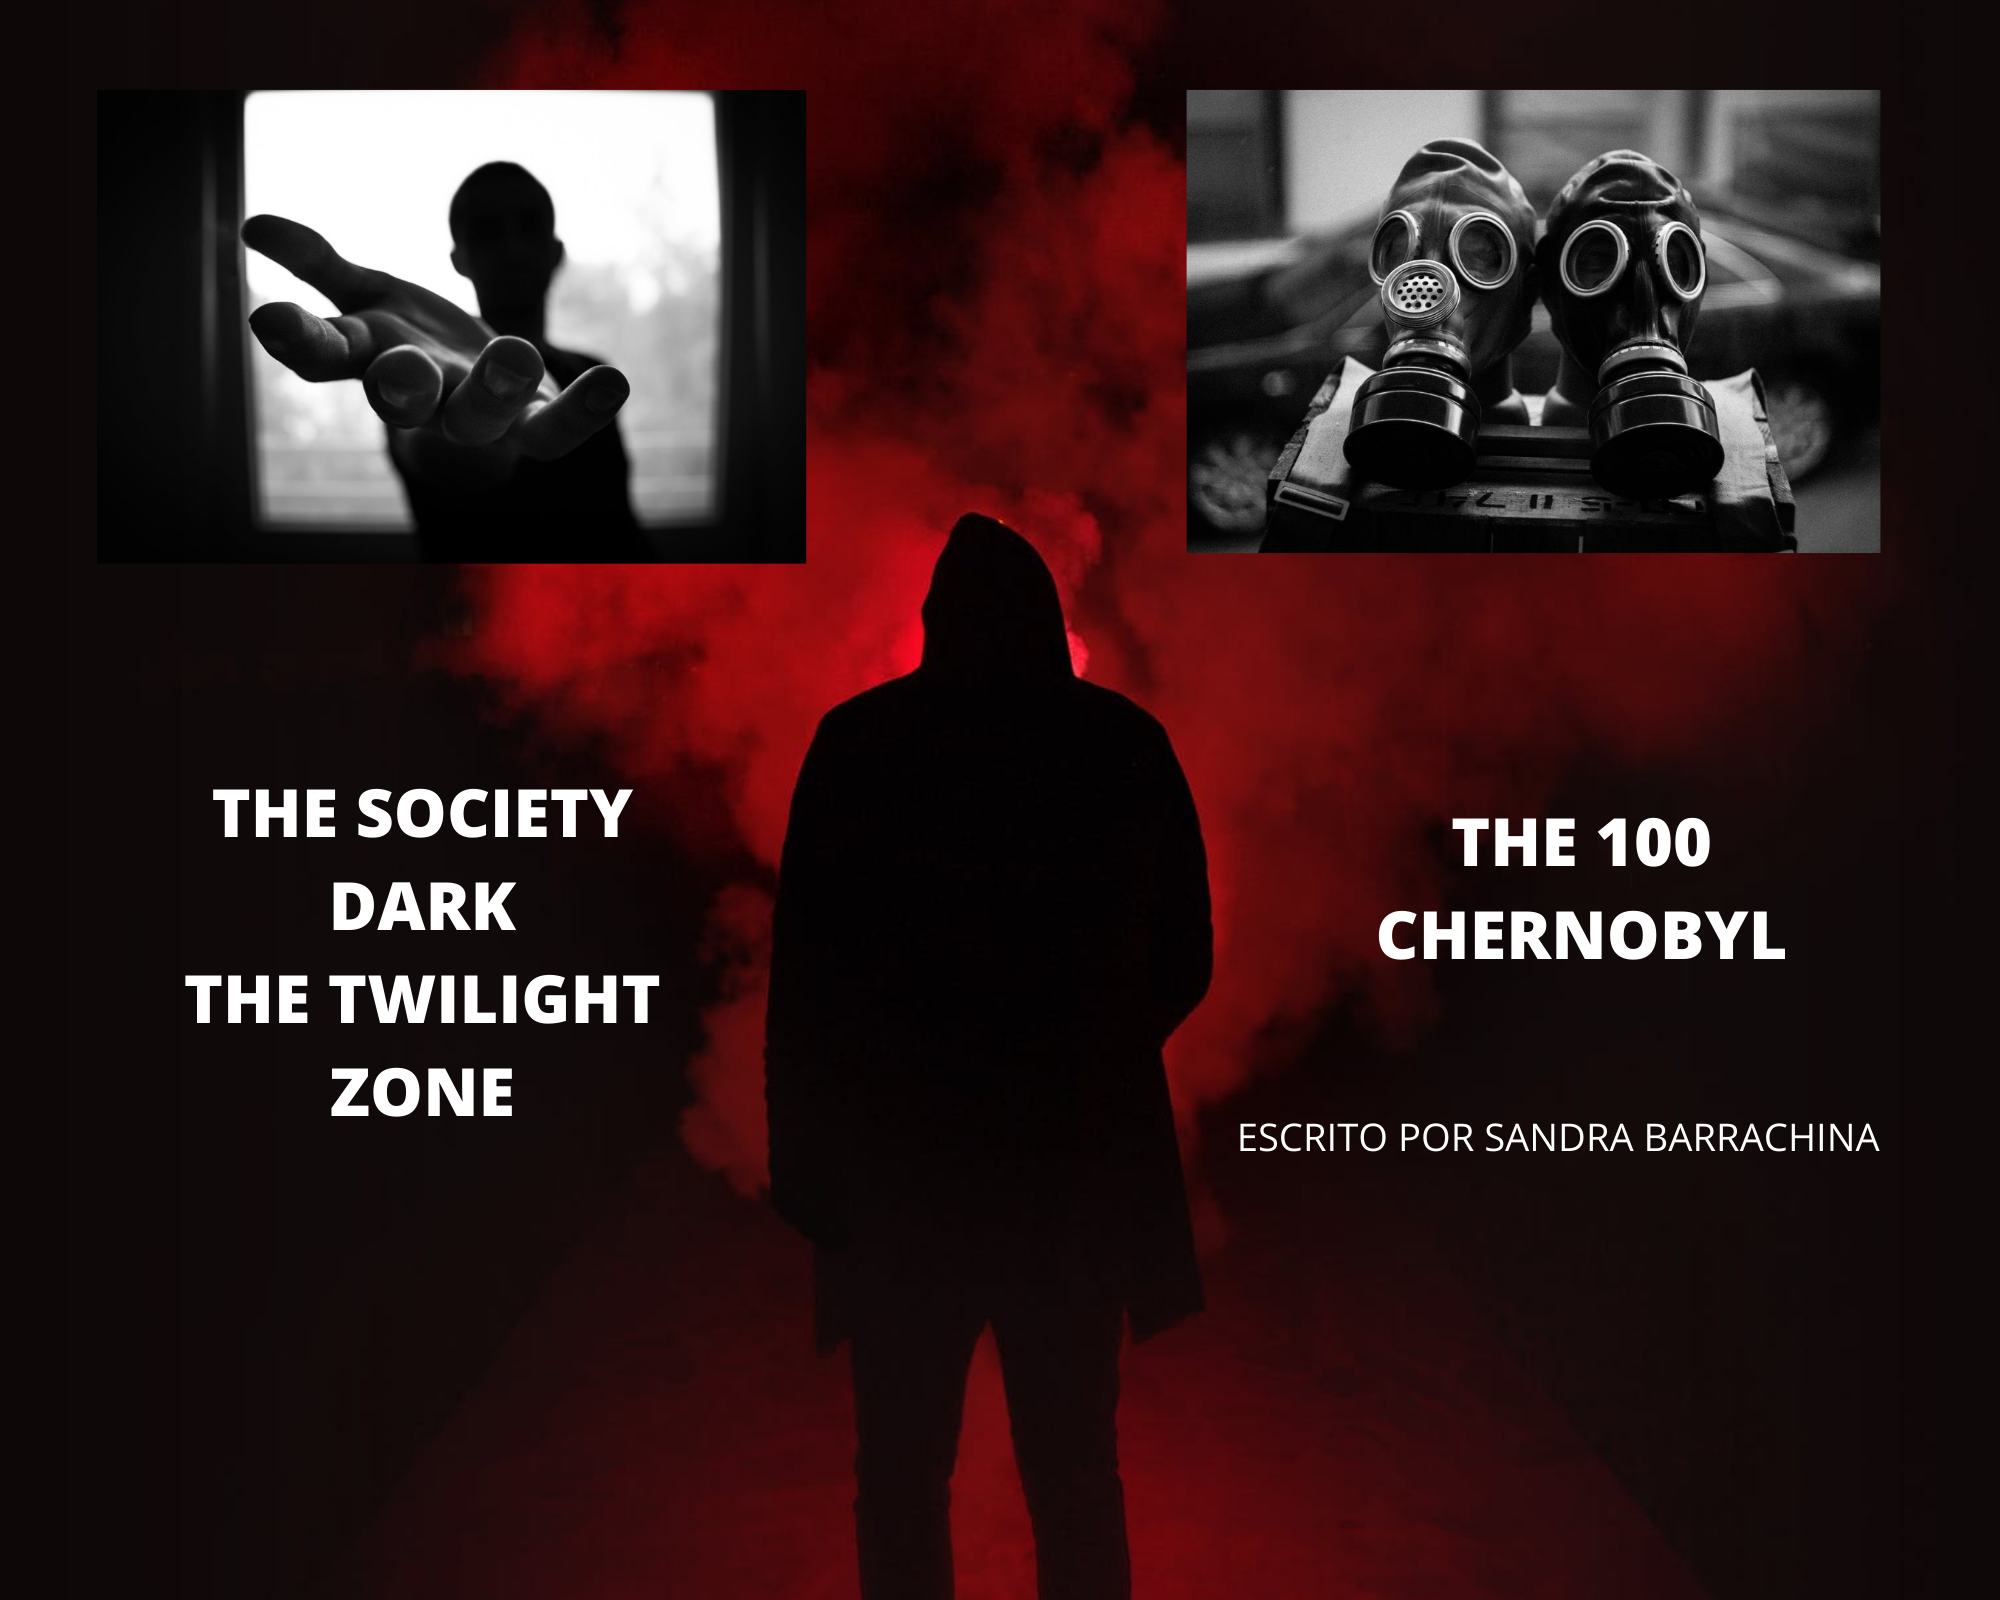 THE SOCIETY
DARK
THE TWILIGHT
ZONE
THE 100
CHERNOBYL
ESCRITO POR SANDRA BARRACHINA